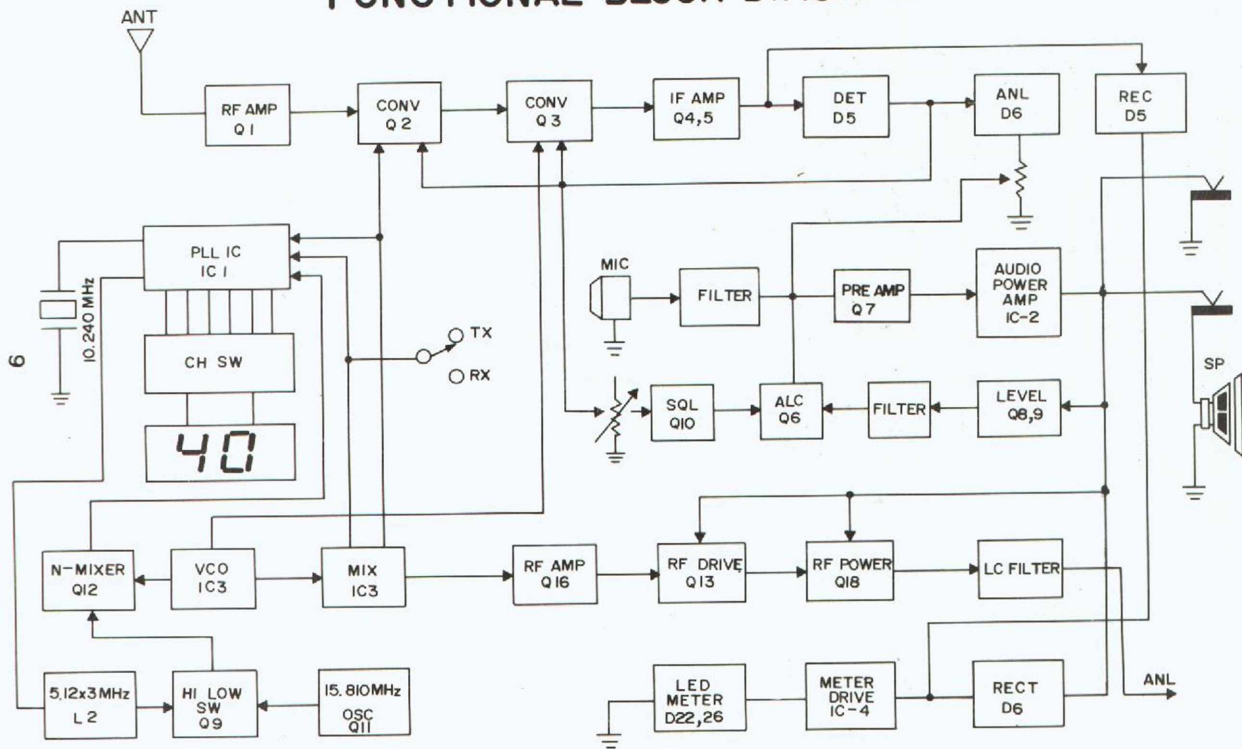 FUNCTIONAL BLOCK
ANT
RF AMP
Q1
CONV
Q2
CONV
Q3
IF AMP
Q4,5
DET
D5
ANL
D6
REC
D5
PLL IC
IC1
10.240 MHz
6
CH SW
40
TX
RX
MIC
FILTER
PRE AMP
Q7
AUDIO
POWER
AMP
IC-2
SP
SQL
Q10
ALC
Q6
FILTER
LEVEL
Q8,9
N-MIXER
Q12
VCO
IC3
MIX
IC3
RF AMP
Q16
RF DRIVE
Q13
RF POWER
Q18
LC FILTER
5.12x3MHz
L2
HI LOW
SW
Q9
15.810MHz
OSC
Q11
LED
METER
D22,26
METER
DRIVE
IC-4
RECT
D6
ANL